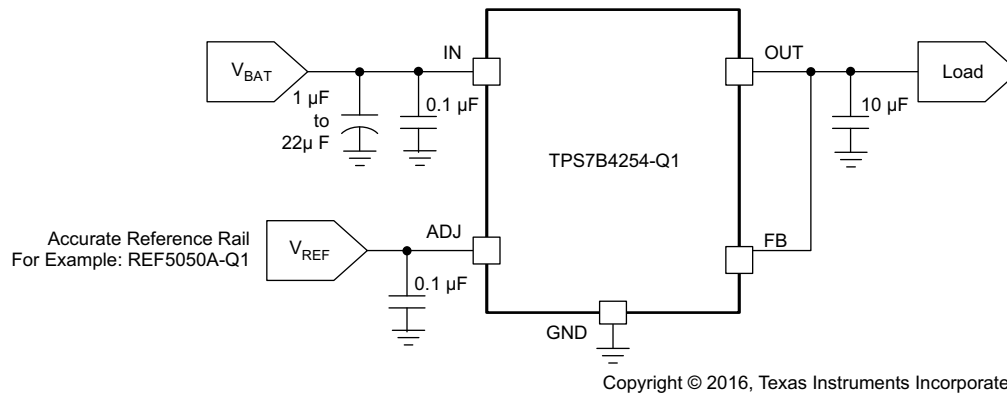 IN
OUT
V_BAT
Load
1 µF
to
22µ F
0.1 µF
10 µF
TPS7B4254-Q1
Accurate Reference Rail
For Example: REF5050A-Q1
V_REF
ADJ
FB
0.1 µF
GND
Copyright © 2016, Texas Instruments Incorporate